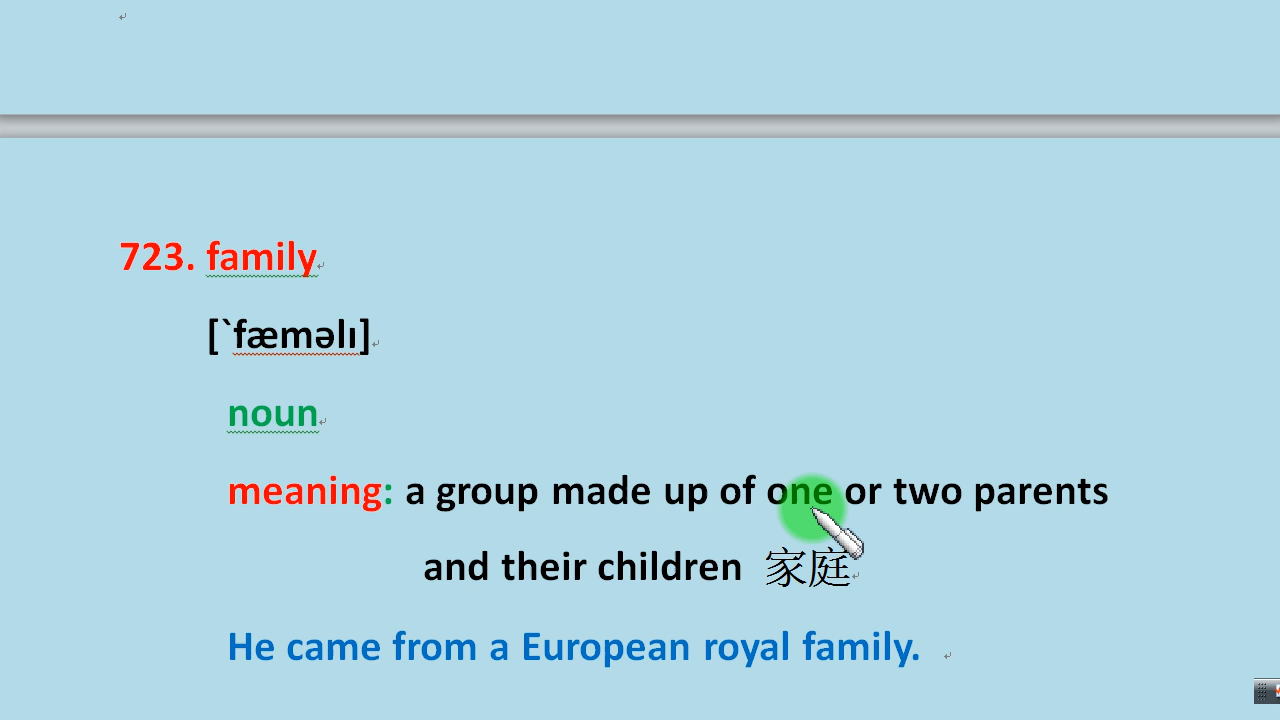 723. family
[`fæməlɪ]
noun
meaning: a group made up of one or two parents
and their children 家庭
He came from a European royal family.